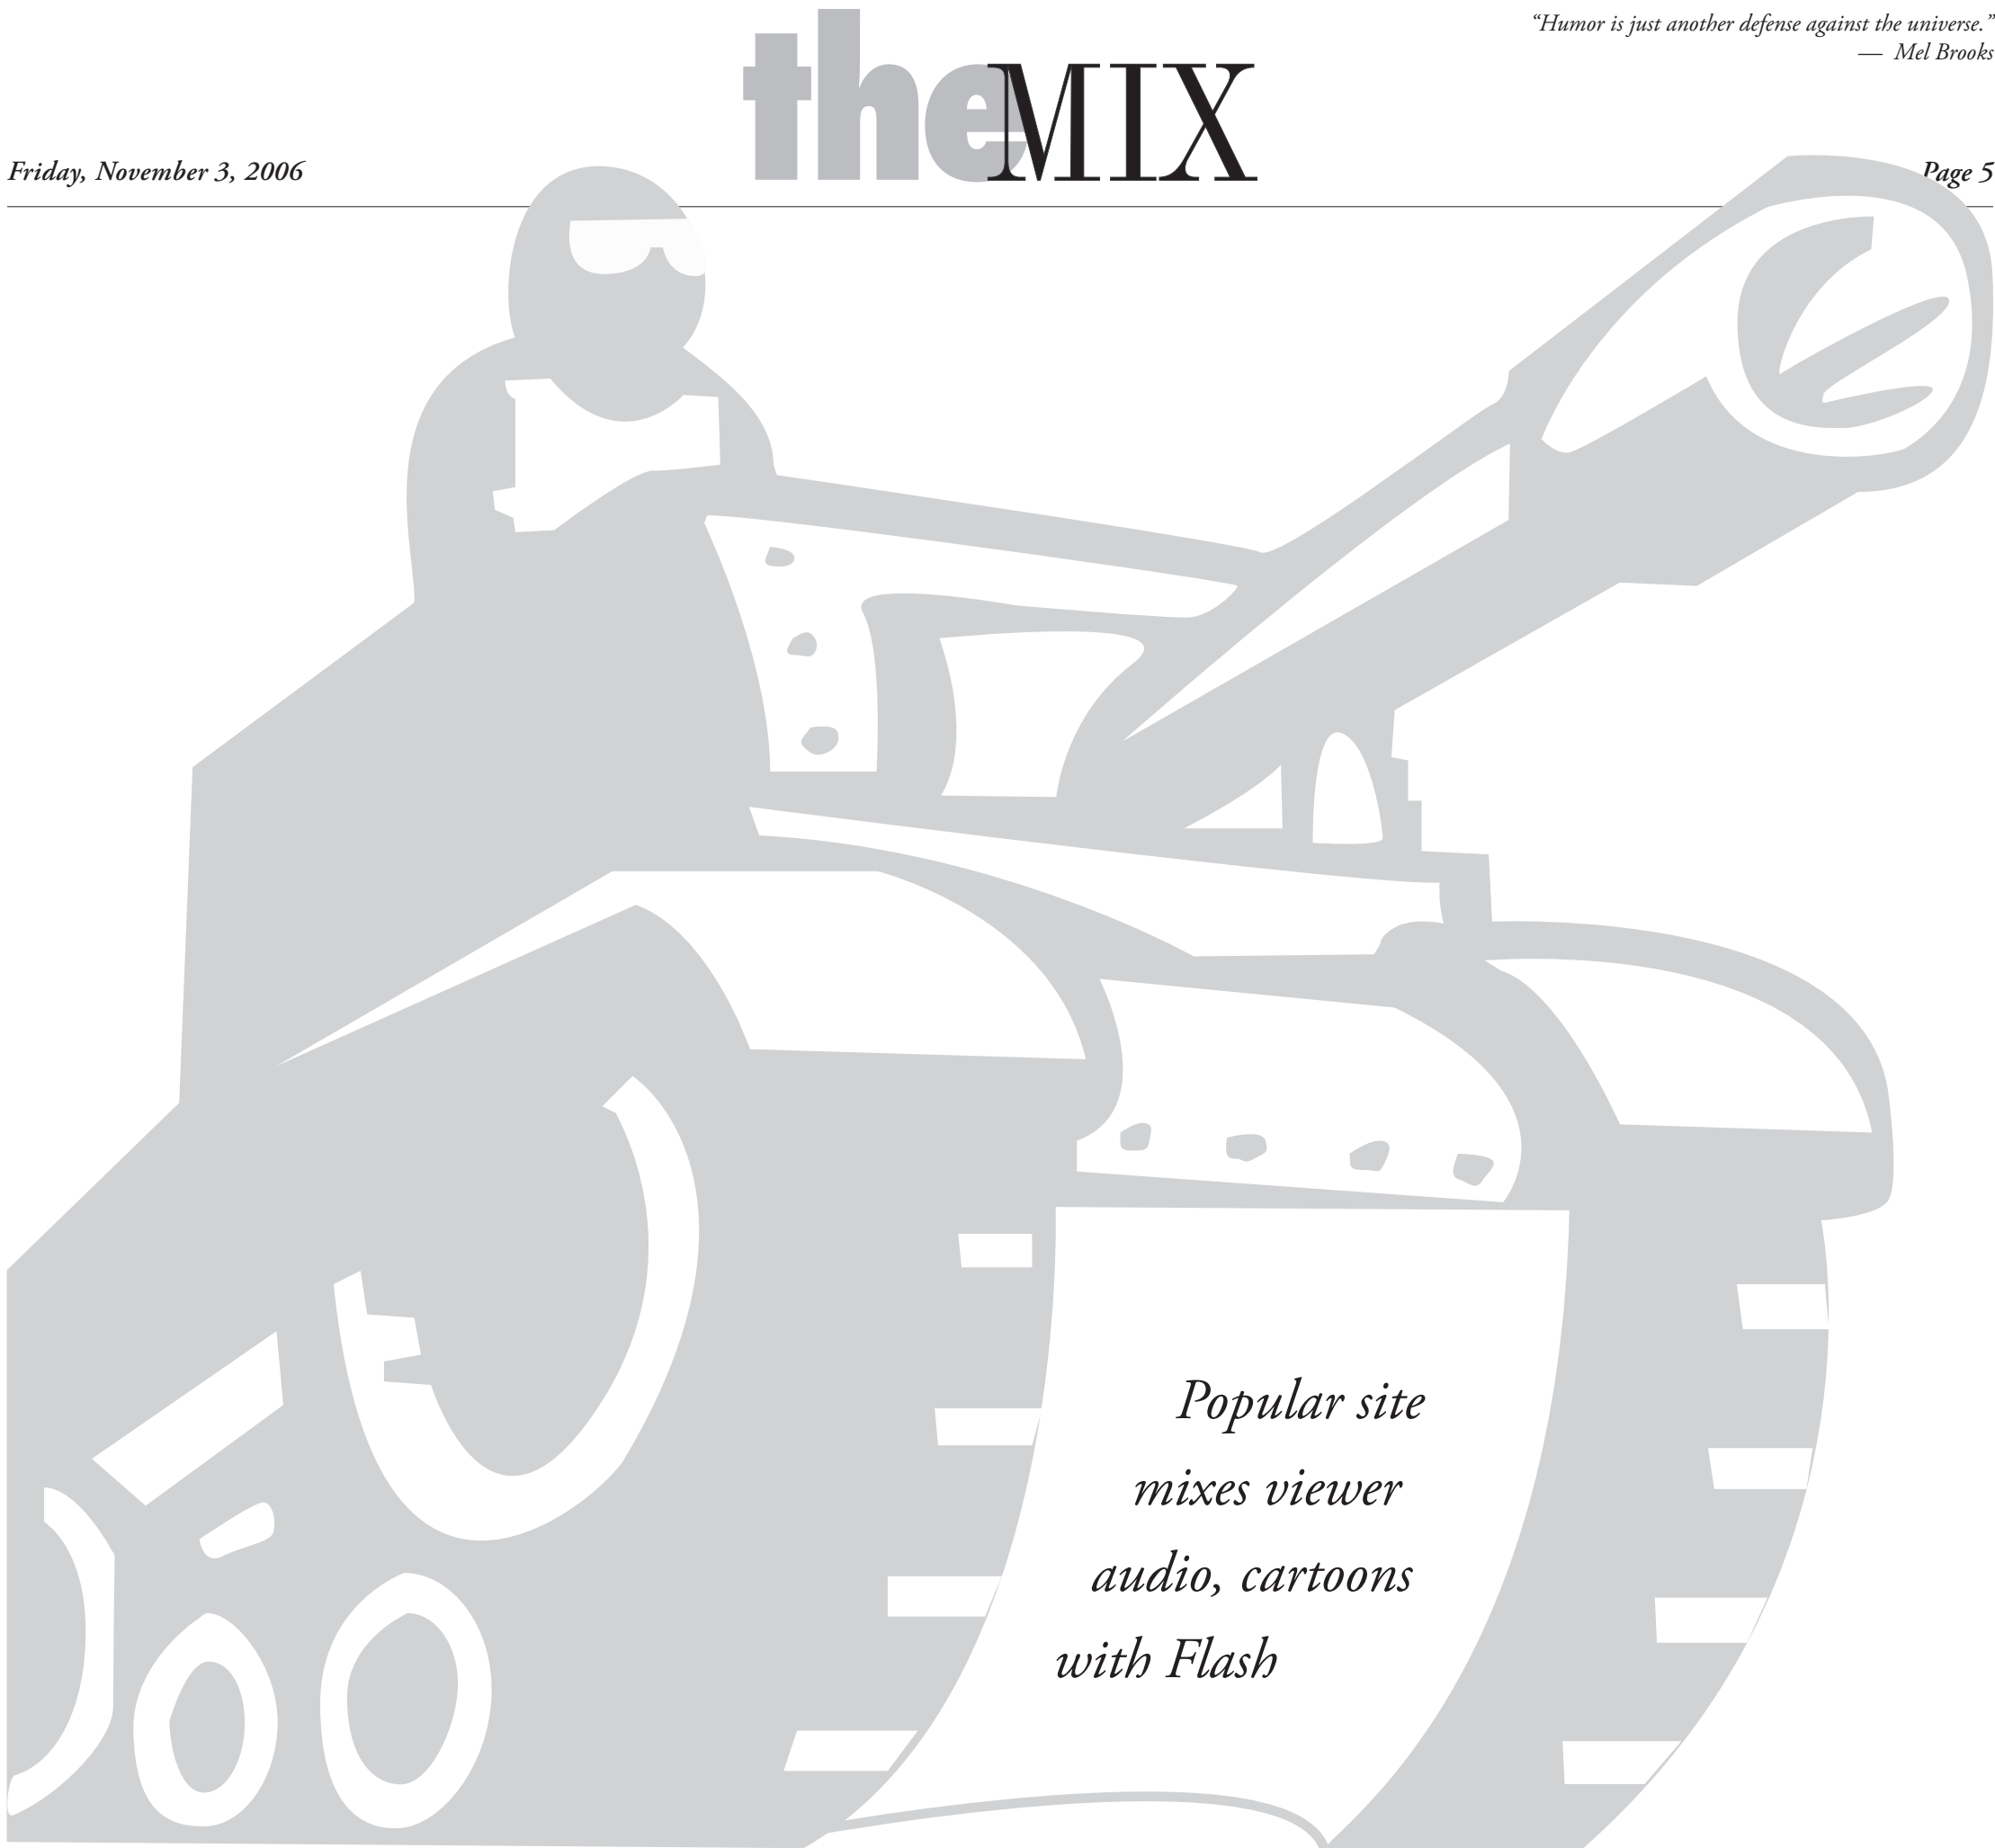 “Humor is just another defense against the universe.”
— Mel Brooks
theMIX
Friday, November 3, 2006
Page 5
Popular site
mixes viewer
audio, cartoons
with Flash